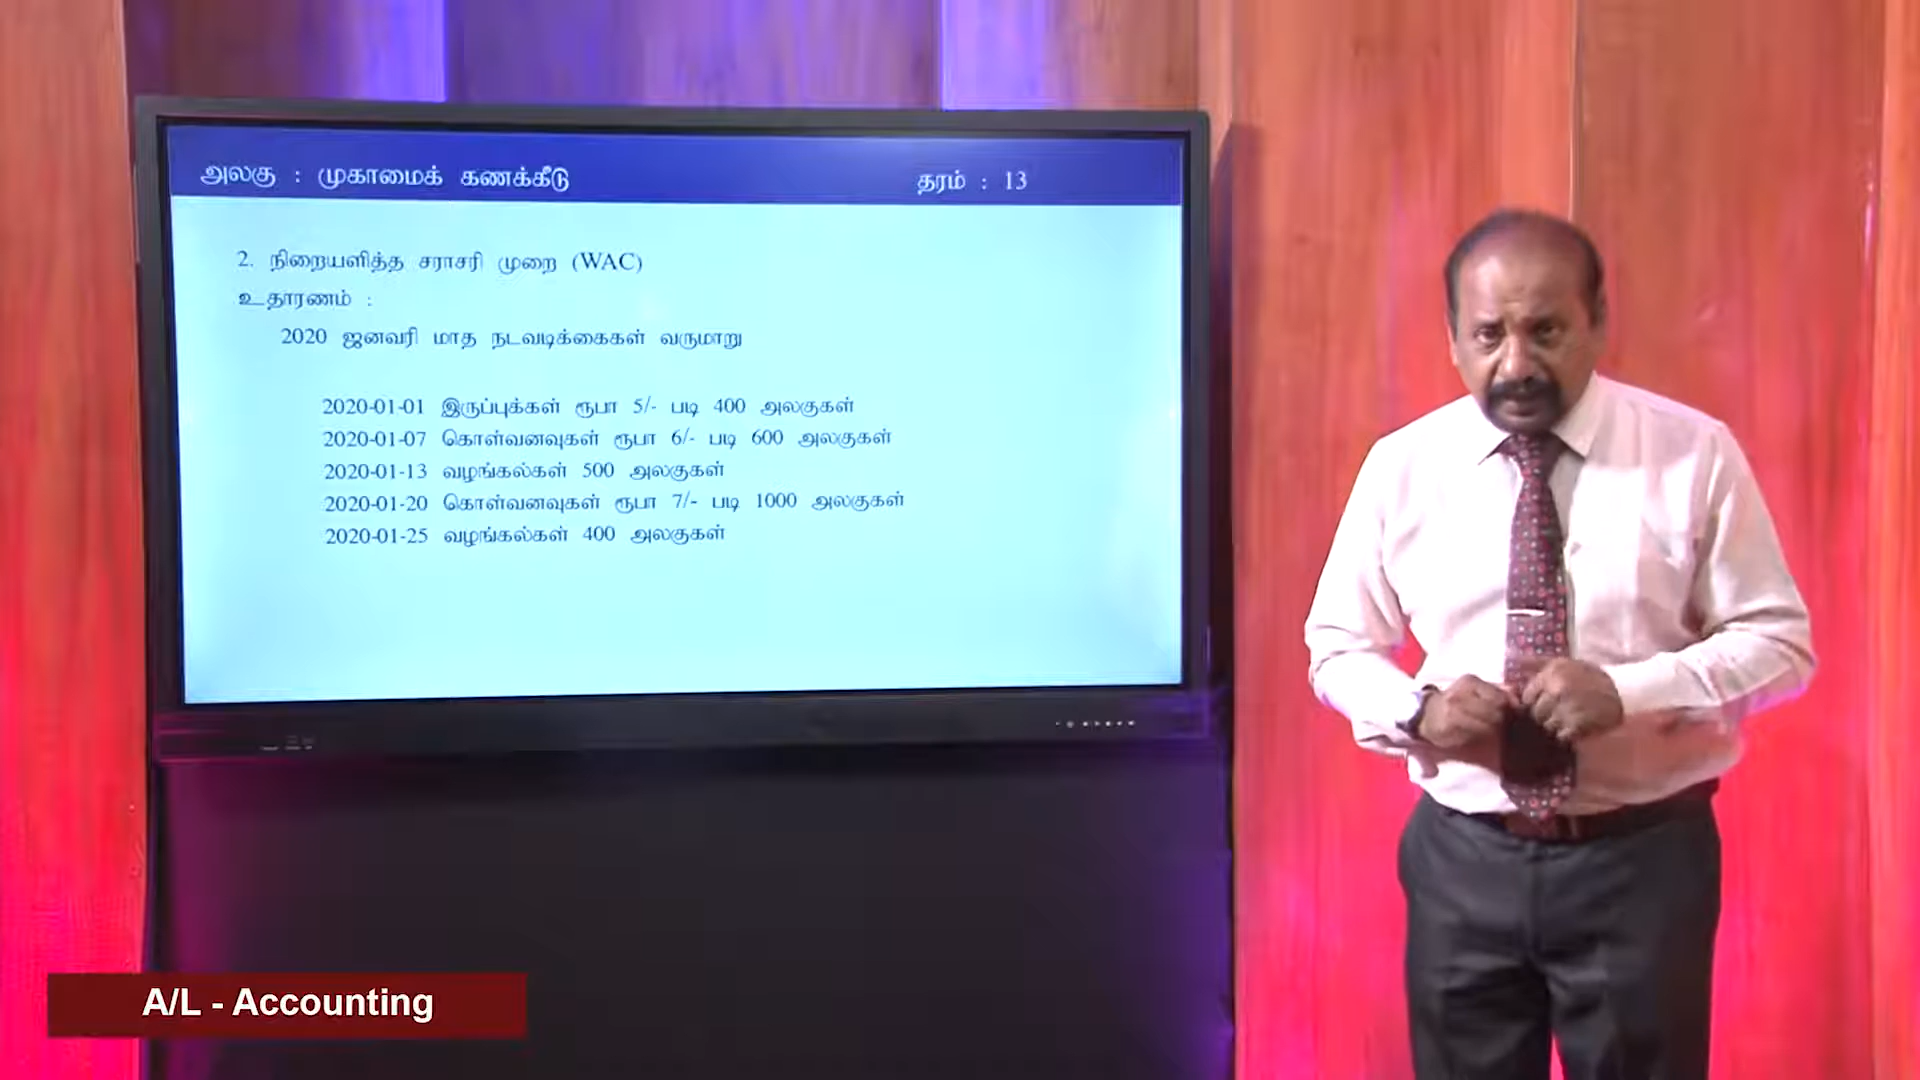 அலகு : முகாமைக் கணக்கீடு
தரம் : 13
2. நிறையளித்த சராசரி முறை (WAC)
உதாரணம் :
2020 ஜனவரி மாத நடவடிக்கைகள் வருமாறு
2020-01-01 இருப்புக்கள் ரூபா 5/- படி 400 அலகுகள்
2020-01-07 கொள்வனவுகள் ரூபா 6/- படி 600 அலகுகள்
2020-01-13 வழங்கல்கள் 500 அலகுகள்
2020-01-20 கொள்வனவுகள் ரூபா 7/- படி 1000 அலகுகள்
2020-01-25 வழங்கல்கள் 400 அலகுகள்
A/L - Accounting